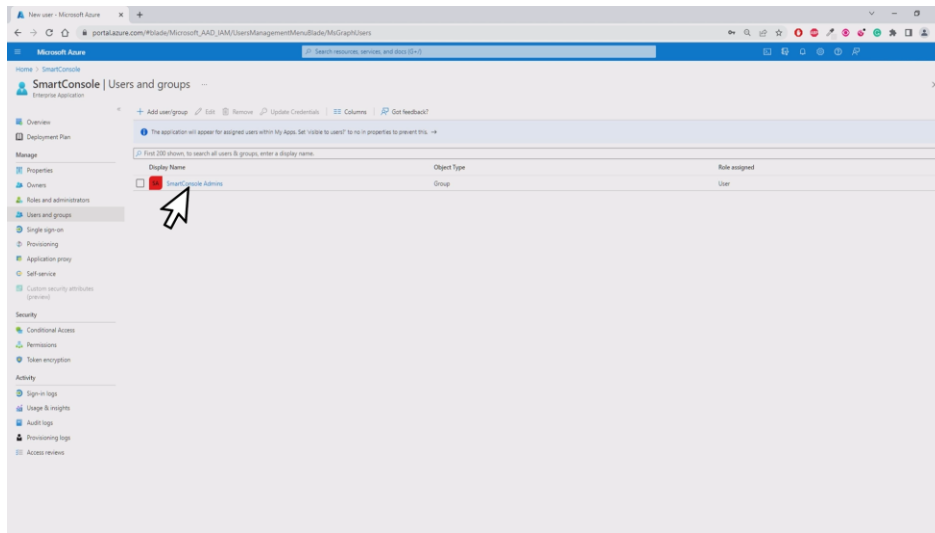 New user - Microsoft Azure
portal.azure.com/#blade/Microsoft_AAD_IAM/UsersManagementMenuBlade/MsGraphUsers
Microsoft Azure
Search resources, services, and docs (G+/)
Home > SmartConsole
SmartConsole | Users and groups ...
Enterprise Application
Add user/group Edit Remove Update Credentials Columns Got feedback?
The application will appear for assigned users within My Apps. Set 'visible to users?' to no in properties to prevent this. →
First 200 shown, to search all users & groups, enter a display name.
Display Name Object Type Role assigned
SmartConsole Admins Group User
Overview
Deployment Plan
Manage
Properties
Owners
Roles and administrators
Users and groups
Single sign-on
Provisioning
Application proxy
Self-service
Custom security attributes
(preview)
Security
Conditional Access
Permissions
Token encryption
Activity
Sign-in logs
Usage & insights
Audit logs
Provisioning logs
Access reviews